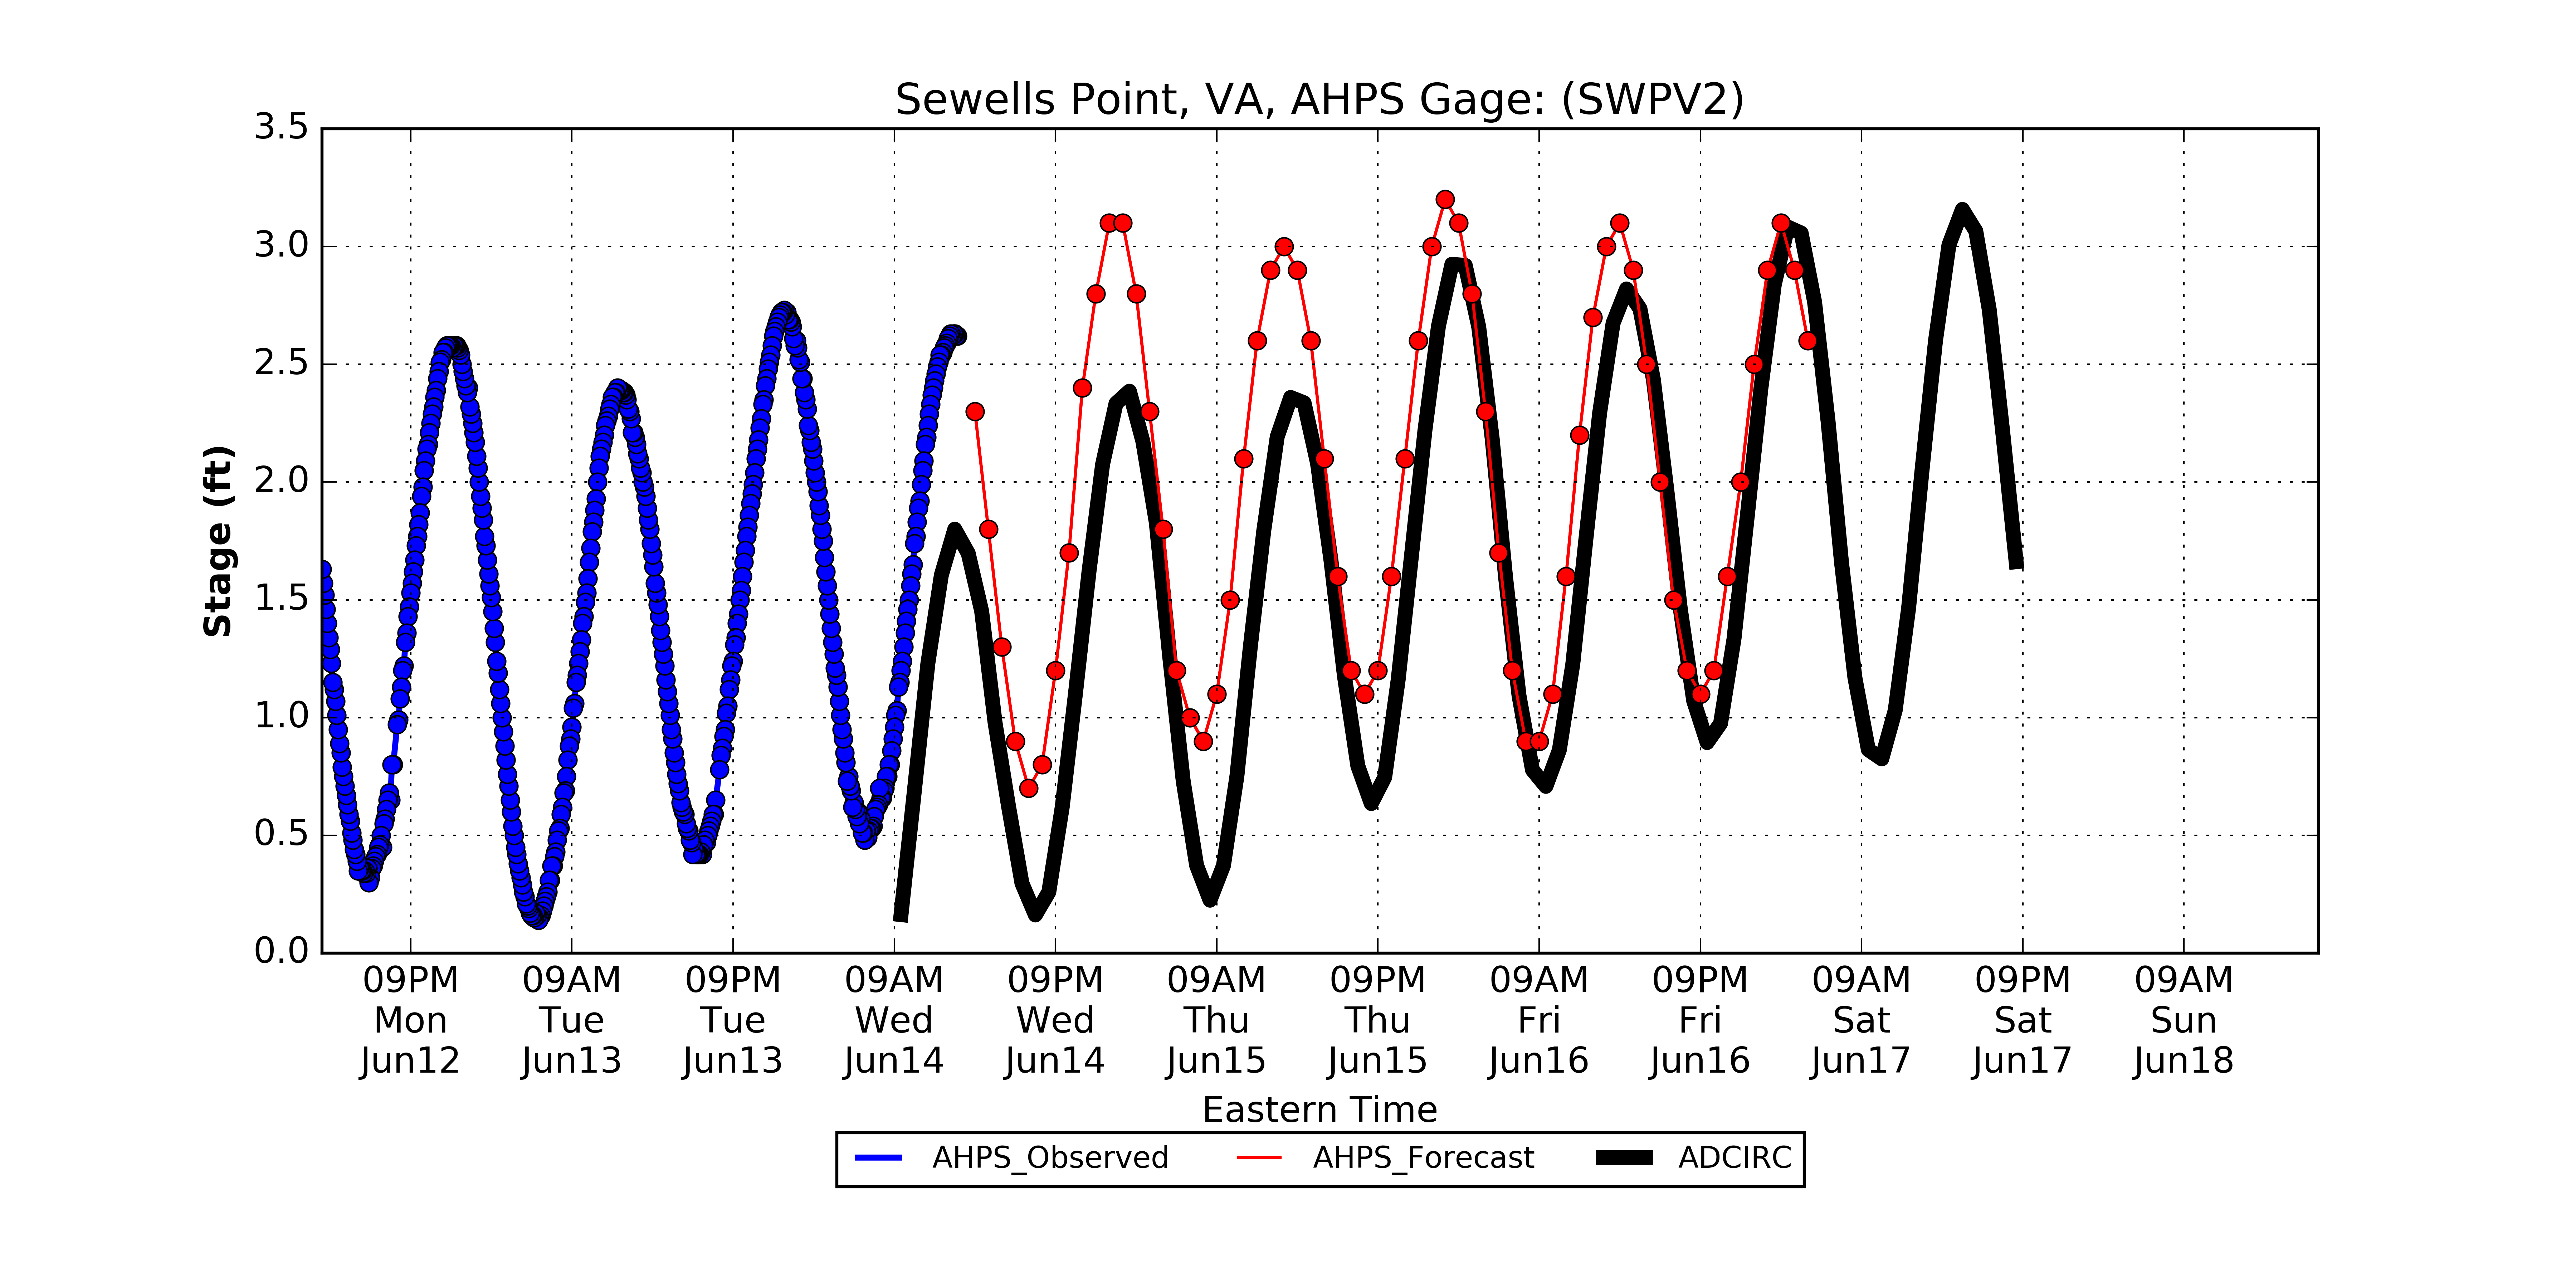 Sewells Point, VA, AHPS Gage: (SWPV2)
3.5
3.0
2.5
2.0
1.5
1.0
0.5
0.0
Stage (ft)
09PM 09AM 09PM 09AM 09PM 09AM 09PM 09AM 09PM 09AM 09PM 09AM
Mon Tue Tue Wed Wed Thu Thu Fri Fri Sat Sat Sun
Jun12 Jun13 Jun13 Jun14 Jun14 Jun15 Jun15 Jun16 Jun16 Jun17 Jun17 Jun18
Eastern Time
AHPS_Observed AHPS_Forecast ADCIRC